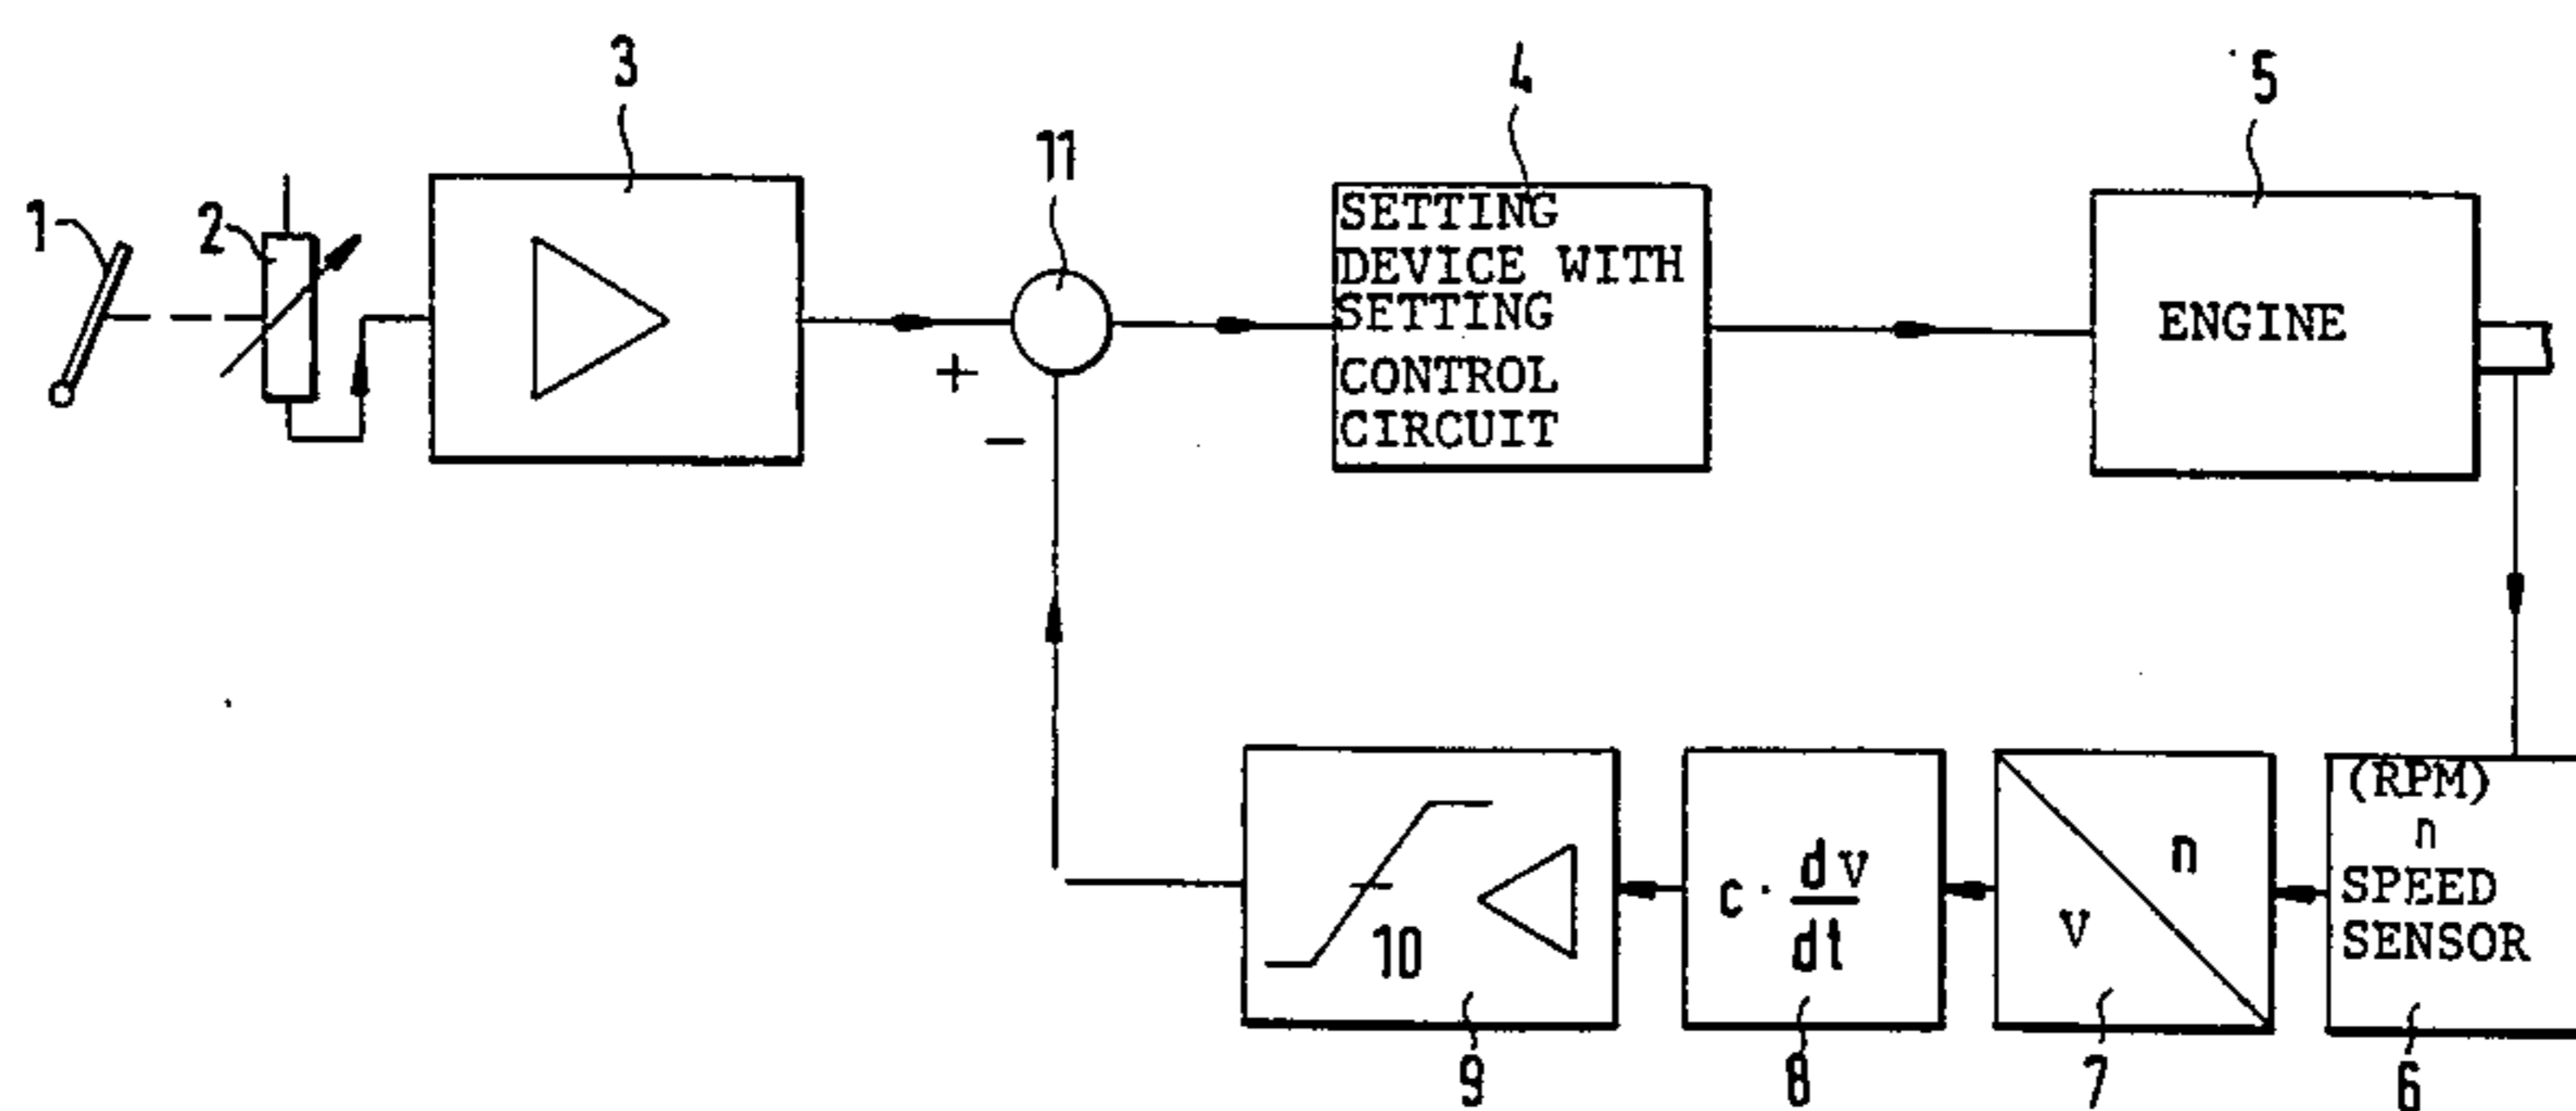 1
2
3
11
4
5
+
−
SETTING
DEVICE WITH
SETTING
CONTROL
CIRCUIT
ENGINE
10
9
c · dv/dt
8
n
v
7
(RPM)
n
SPEED
SENSOR
6